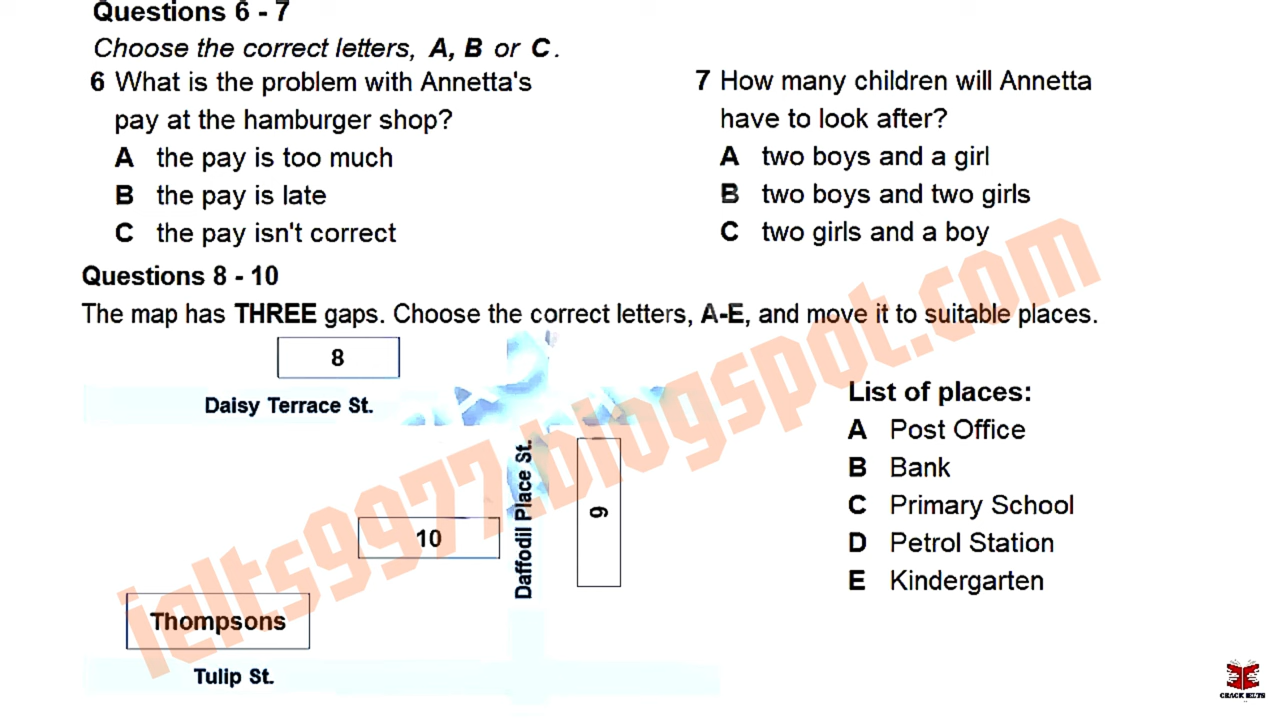 Questions 6 - 7
Choose the correct letters, A, B or C.
6 What is the problem with Annetta's
pay at the hamburger shop?
A the pay is too much
B the pay is late
C the pay isn't correct
7 How many children will Annetta
have to look after?
A two boys and a girl
B two boys and two girls
C two girls and a boy
Questions 8 - 10
The map has THREE gaps. Choose the correct letters, A-E, and move it to suitable places.
8
Daisy Terrace St.
Daffodil Place St.
9
10
Thompsons
Tulip St.
List of places:
A Post Office
B Bank
C Primary School
D Petrol Station
E Kindergarten
ielts9977.blogspot.com
CRACK IELTS